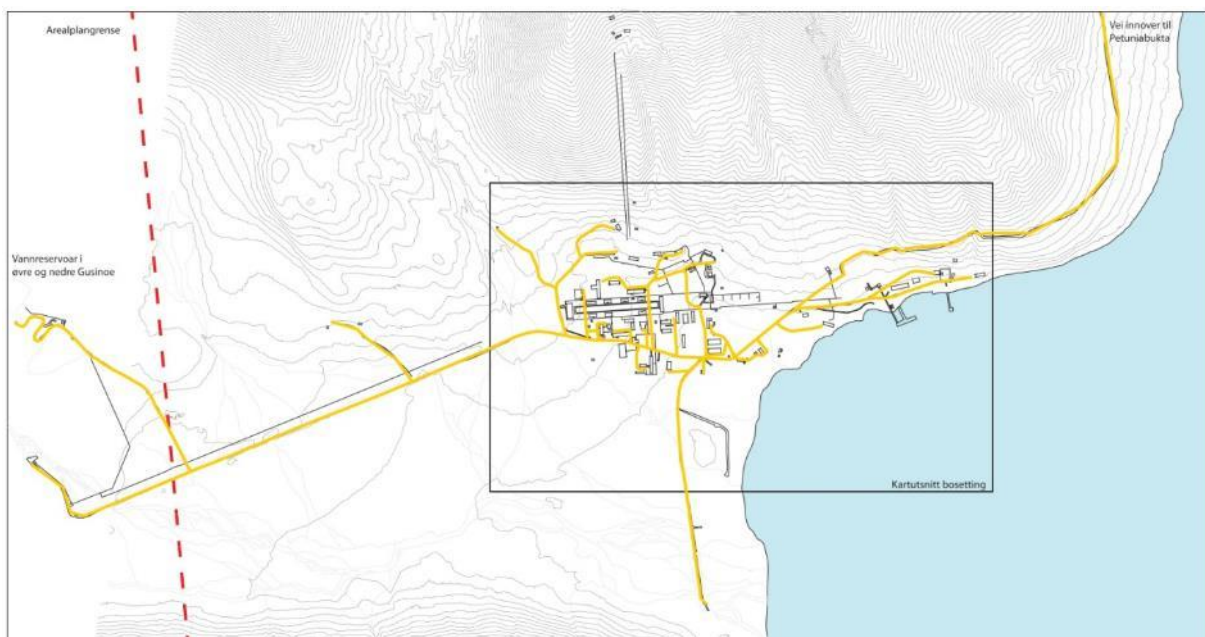 Arealplangrense
Vei innover til
Petuniabukta
Vannreservoar i
øvre og nedre Gusinoe
Kartutsnitt bosetting